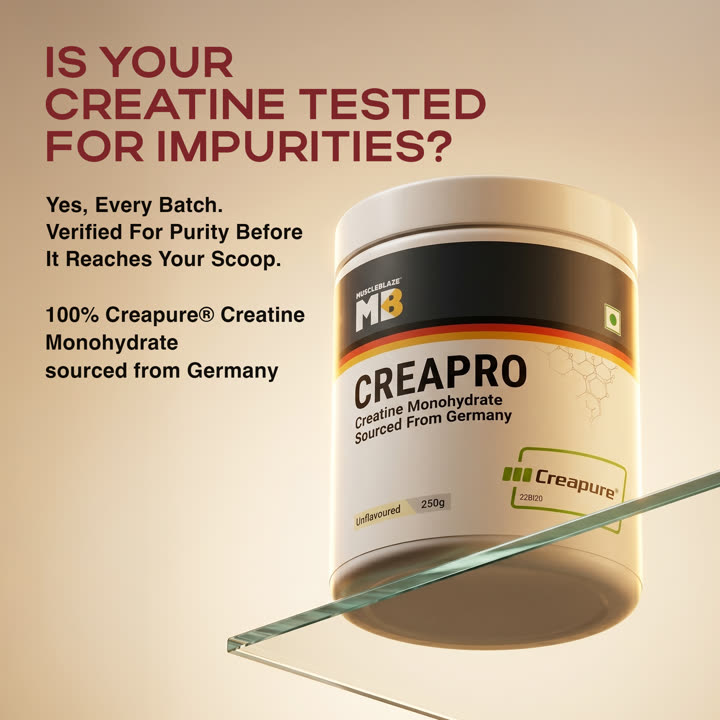 IS YOUR
CREATINE TESTED
FOR IMPURITIES?
Yes, Every Batch.
Verified For Purity Before
It Reaches Your Scoop.
100% Creapure® Creatine
Monohydrate
sourced from Germany
MUSCLEBLAZE
MB
CREAPRO
Creatine Monohydrate
Sourced From Germany
Creapure®
22BI20
Unflavoured 250g